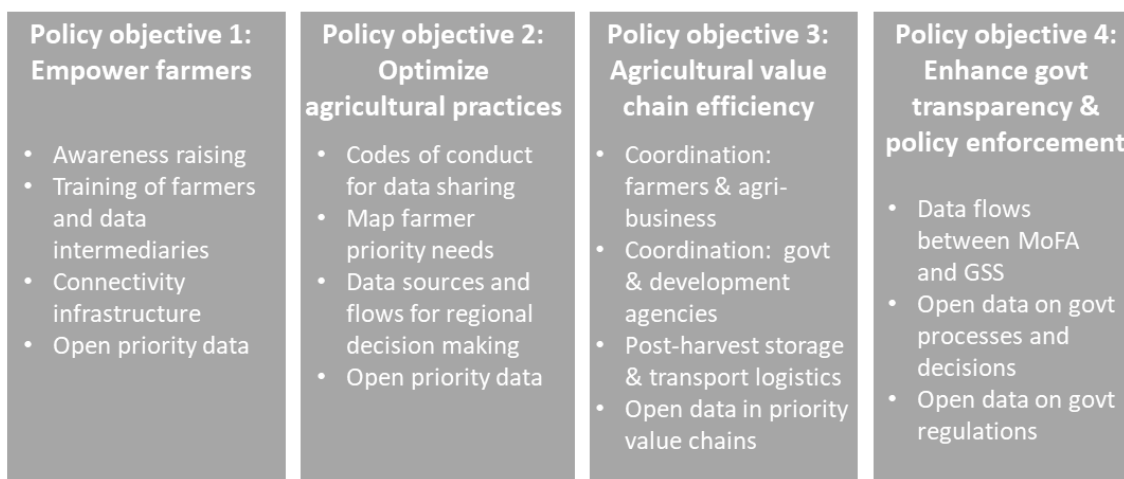 Policy objective 1:
Empower farmers
• Awareness raising
• Training of farmers
and data
intermediaries
• Connectivity
infrastructure
• Open priority data
Policy objective 2:
Optimize
agricultural practices
• Codes of conduct
for data sharing
• Map farmer
priority needs
• Data sources and
flows for regional
decision making
• Open priority data
Policy objective 3:
Agricultural value
chain efficiency
• Coordination:
farmers & agri-
business
• Coordination: govt
& development
agencies
• Post-harvest storage
& transport logistics
• Open data in priority
value chains
Policy objective 4:
Enhance govt
transparency &
policy enforcement
• Data flows
between MoFA
and GSS
• Open data on govt
processes and
decisions
• Open data on govt
regulations